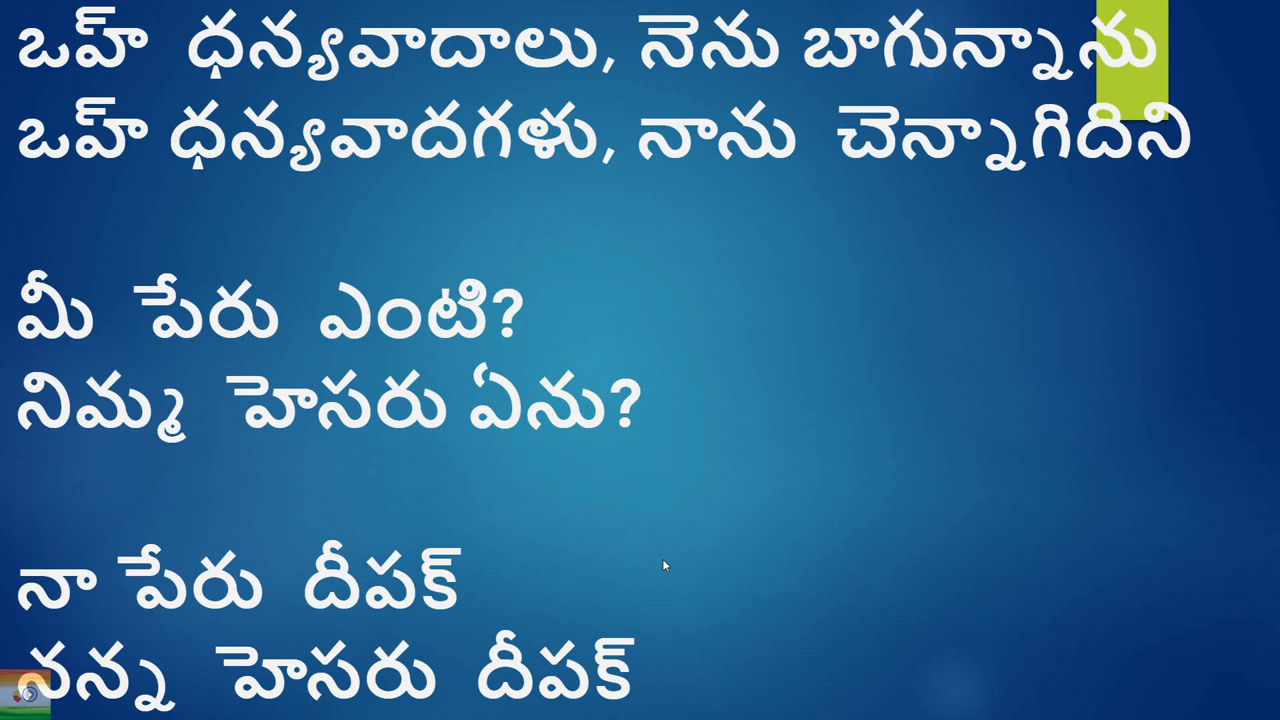 ఒహ్ ధన్యవాదాలు, నెను బాగున్నాను
ఒహ్ ధన్యవాదగళు, నాను చెన్నాగిదిని
మీ పేరు ఎంటి?
నిమ్మ హెసరు ఏను?
నా పేరు దీపక్
నన్న హెసరు దీపక్